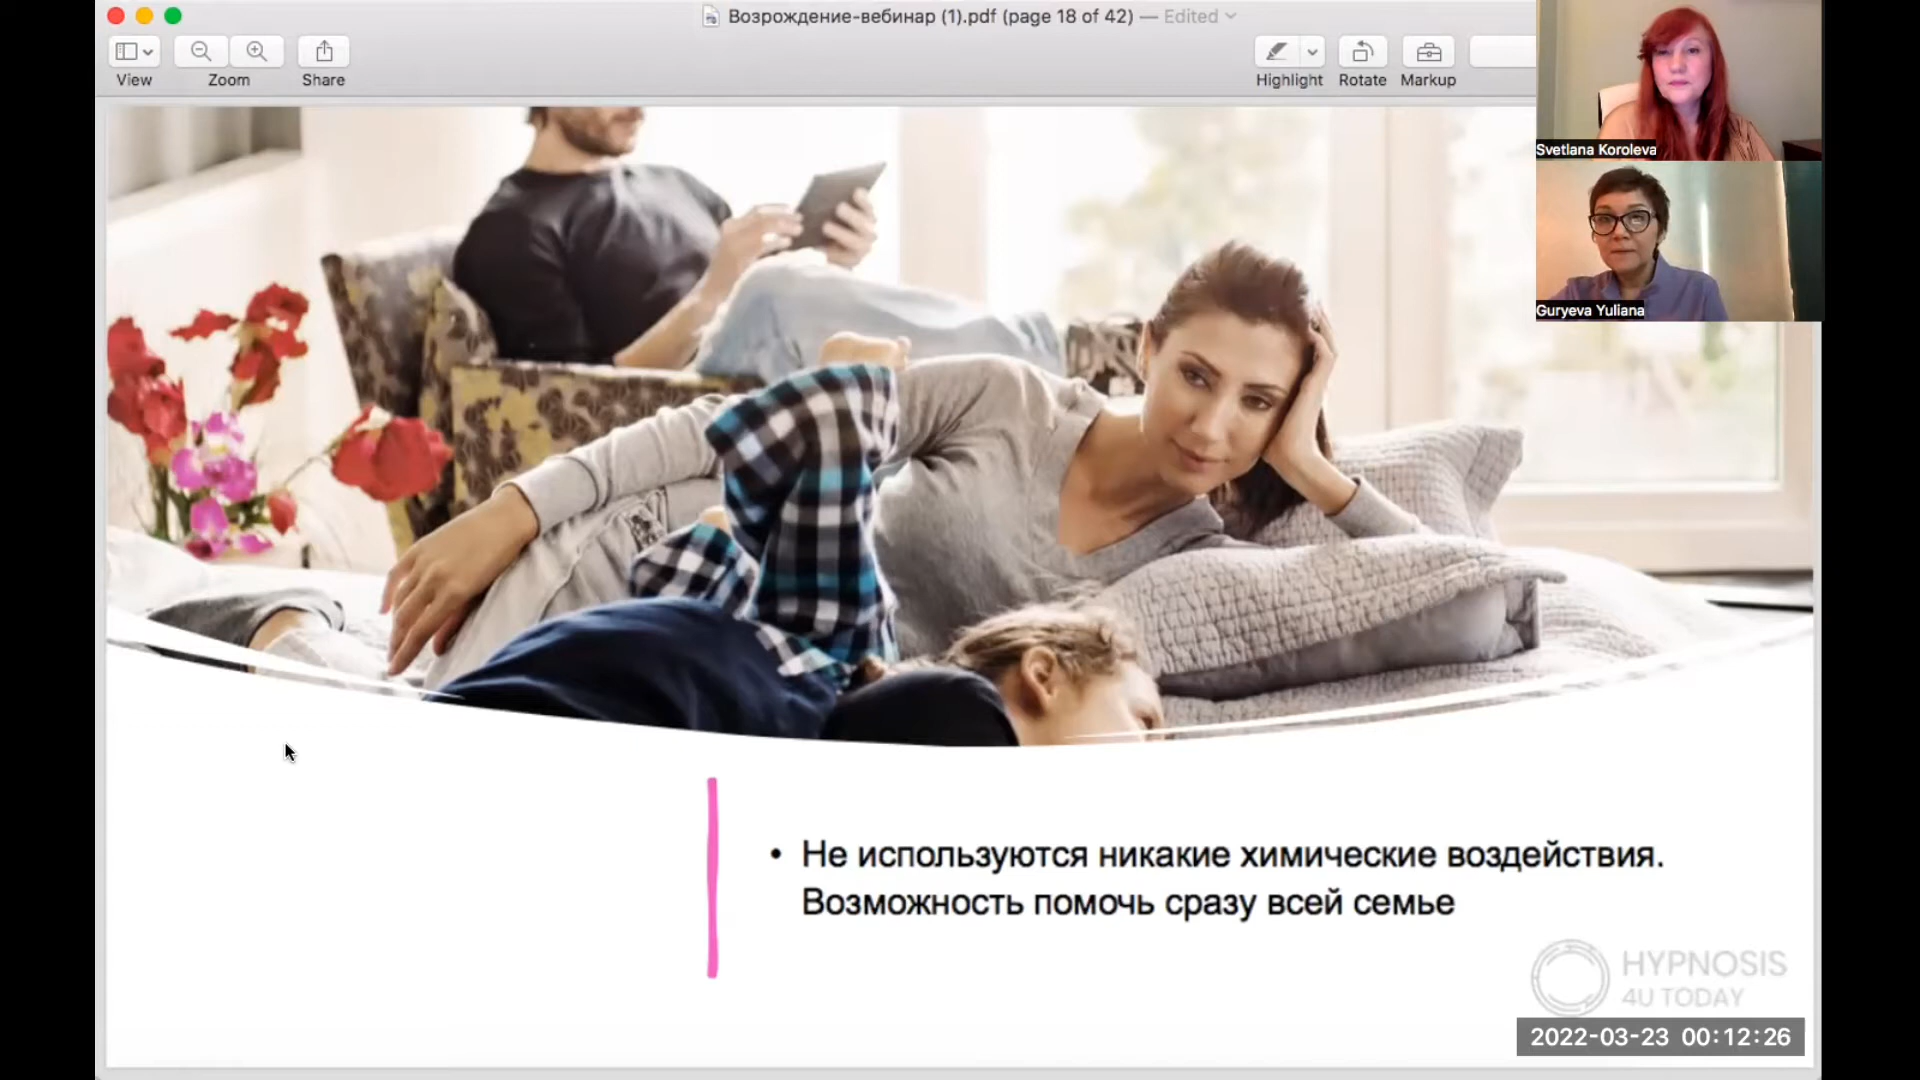 Возрождение-вебинар (1).pdf (page 18 of 42) — Edited
View
Zoom
Share
Highlight
Rotate
Markup
Svetlana Koroleva
Guryeva Yuliana
• Не используются никакие химические воздействия.
Возможность помочь сразу всей семье
HYPNOSIS
4U TODAY
2022-03-23 00:12:26